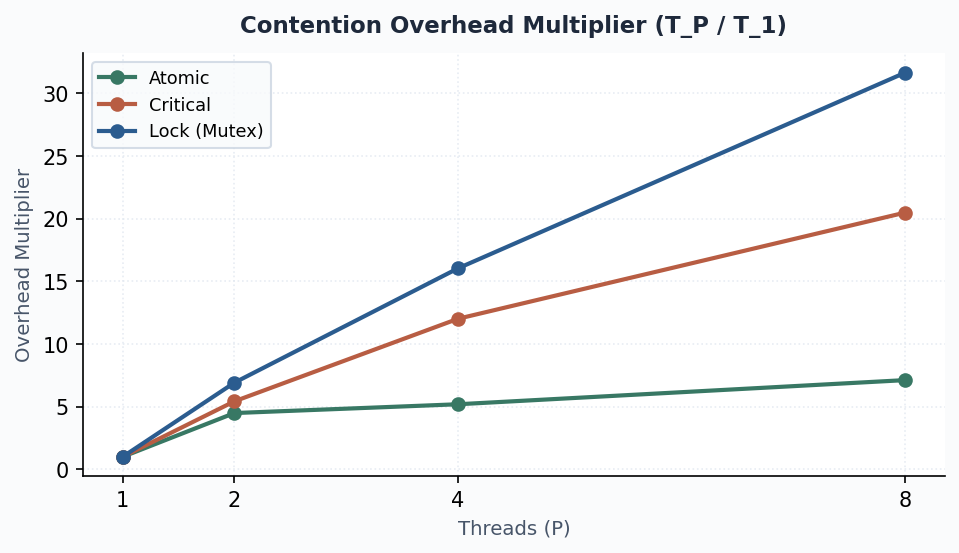 Contention Overhead Multiplier (T_P / T_1)
Atomic
Critical
Lock (Mutex)
Overhead Multiplier
30
25
20
15
10
5
0
1 2 4 8
Threads (P)